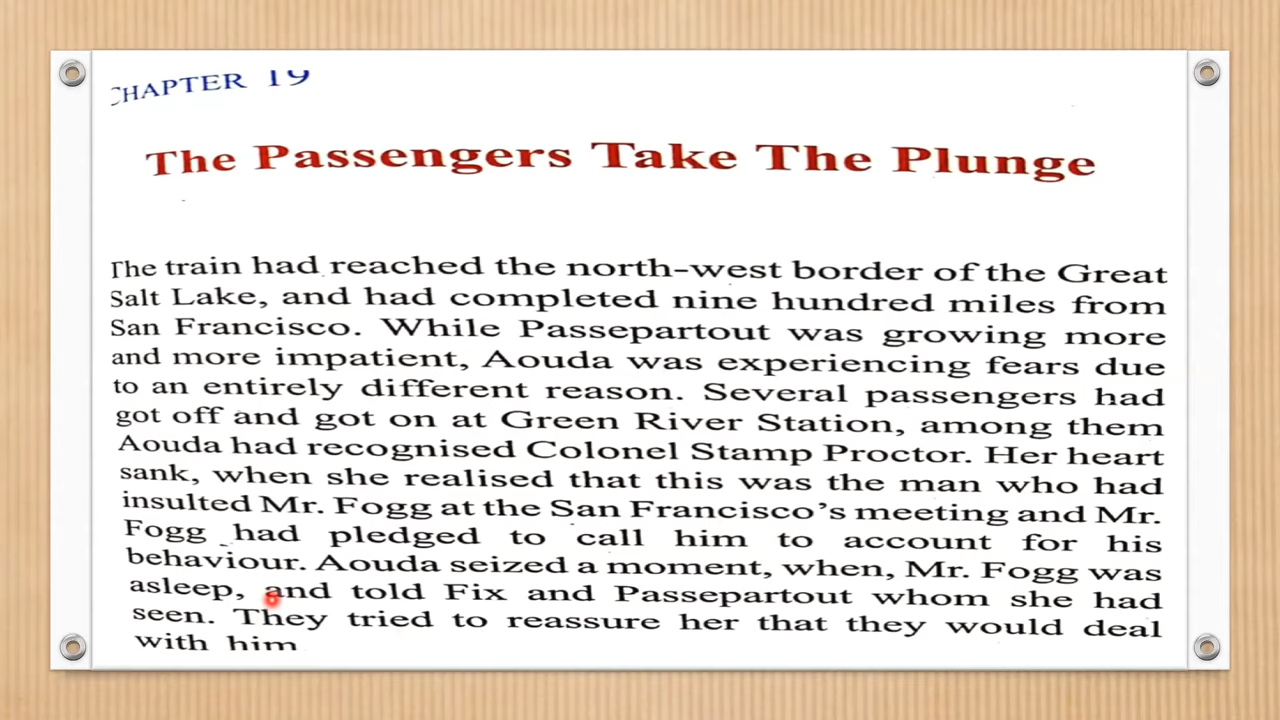 CHAPTER 19
The Passengers Take The Plunge
The train had reached the north-west border of the Great
Salt Lake, and had completed nine hundred miles from
San Francisco. While Passepartout was growing more
and more impatient, Aouda was experiencing fears due
to an entirely different reason. Several passengers had
got off and got on at Green River Station, among them
Aouda had recognised Colonel Stamp Proctor. Her heart
sank, when she realised that this was the man who had
insulted Mr. Fogg at the San Francisco's meeting and Mr.
Fogg had pledged to call him to account for his
behaviour. Aouda seized a moment, when, Mr. Fogg was
asleep, and told Fix and Passepartout whom she had
seen. They tried to reassure her that they would deal
with him.